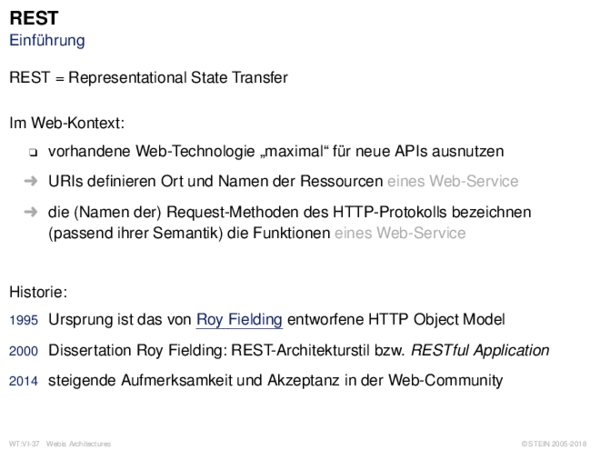 REST
Einführung
REST = Representational State Transfer
Im Web-Kontext:
❏ vorhandene Web-Technologie „maximal“ für neue APIs ausnutzen
➜ URIs definieren Ort und Namen der Ressourcen eines Web-Service
➜ die (Namen der) Request-Methoden des HTTP-Protokolls bezeichnen
(passend ihrer Semantik) die Funktionen eines Web-Service
Historie:
1995 Ursprung ist das von Roy Fielding entworfene HTTP Object Model
2000 Dissertation Roy Fielding: REST-Architekturstil bzw. RESTful Application
2014 steigende Aufmerksamkeit und Akzeptanz in der Web-Community
WT:VI-37 Webis Architectures © STEIN 2005-2018